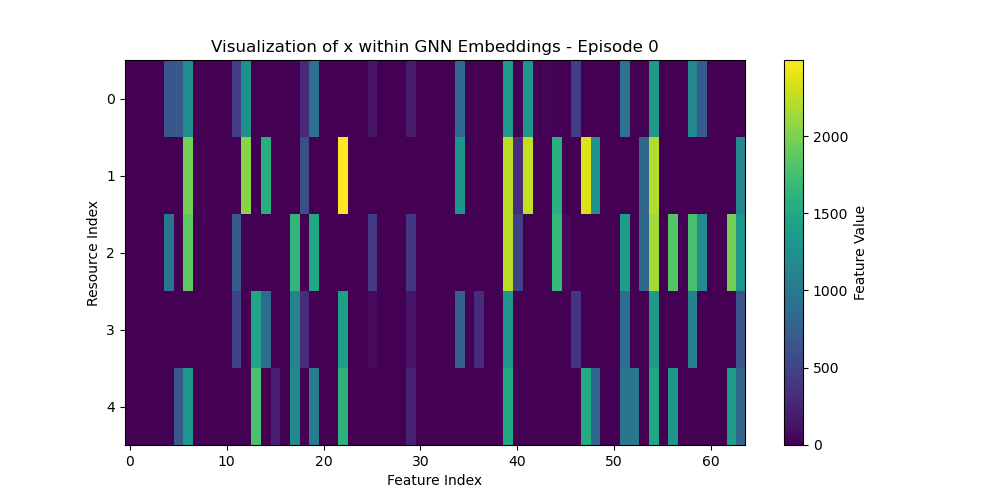 Visualization of x within GNN Embeddings - Episode 0
Resource Index
0
1
2
3
4
0 10 20 30 40 50 60
Feature Index
2000
1500
1000
500
0
Feature Value